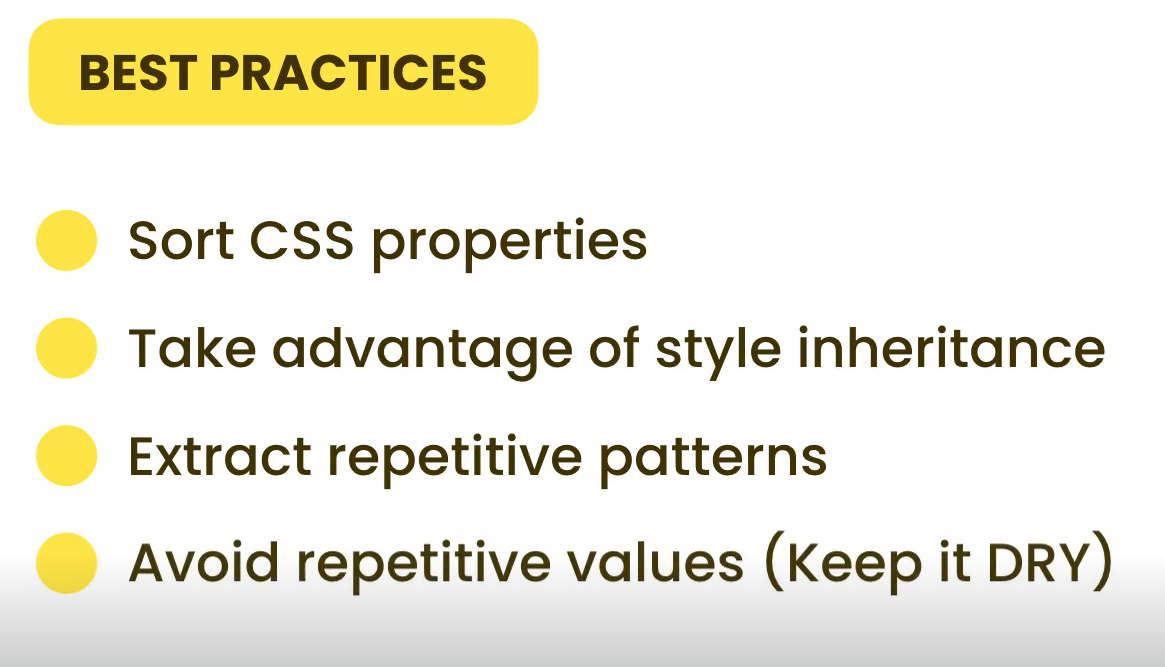 BEST PRACTICES
Sort CSS properties
Take advantage of style inheritance
Extract repetitive patterns
Avoid repetitive values (Keep it DRY)